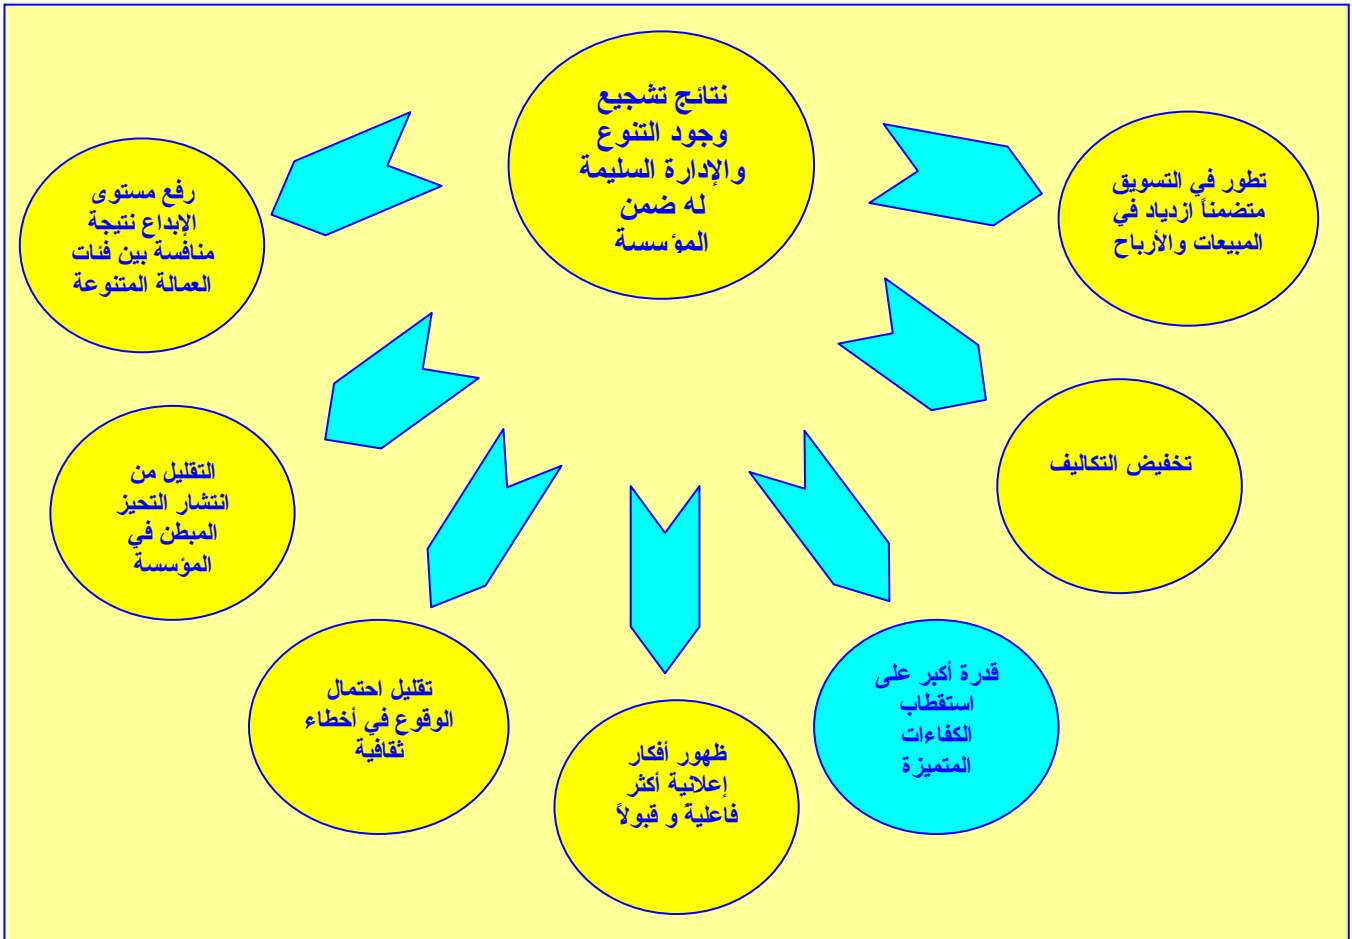 نتائج تشجيع
وجود التنوع
والإدارة السليمة
له ضمن
المؤسسة
تطور في التسويق
متضمناً ازدياد في
المبيعات والأرباح
تخفيض التكاليف
قدرة أكبر على
استقطاب
الكفاءات
المتميزة
ظهور أفكار
إعلانية أكثر
فاعليةً و قبولاً
تقليل احتمال
الوقوع في أخطاء
ثقافية
التقليل من
انتشار التحيز
المبطن في
المؤسسة
رفع مستوى
الإبداع نتيجة
منافسة بين فئات
العمالة المتنوعة